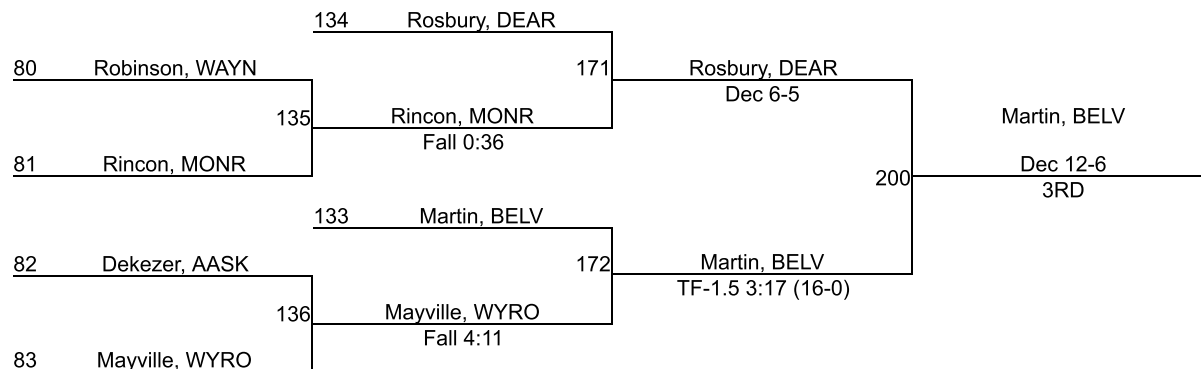 134 Rosbury, DEAR
80 Robinson, WAYN
171 Rosbury, DEAR
Dec 6-5
135 Rincon, MONR
Martin, BELV
Fall 0:36
81 Rincon, MONR
Dec 12-6
200
3RD
133 Martin, BELV
82 Dekezer, AASK
172 Martin, BELV
TF-1.5 3:17 (16-0)
136 Mayville, WYRO
Fall 4:11
83 Mayville, WYRO